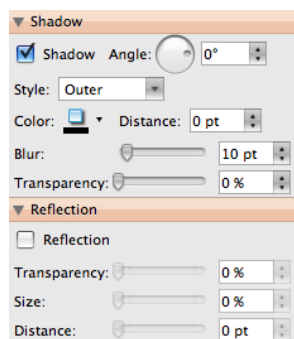 Shadow
Shadow Angle: 0°
Style: Outer
Color: Distance: 0 pt
Blur: 10 pt
Transparency: 0 %
Reflection
Reflection
Transparency: 0 %
Size: 0 %
Distance: 0 pt